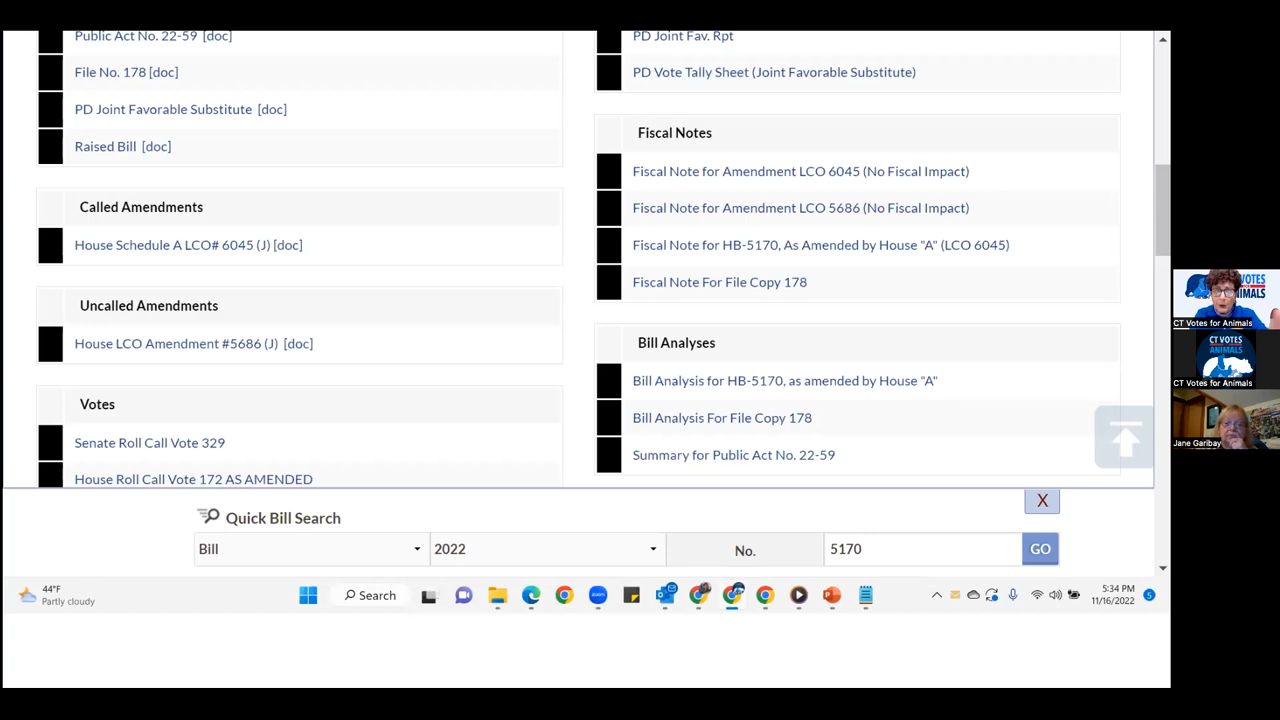 Public Act No. 22-59 [doc]
File No. 178 [doc]
PD Joint Favorable Substitute [doc]
Raised Bill [doc]
Called Amendments
House Schedule A LCO# 6045 (J) [doc]
Uncalled Amendments
House LCO Amendment #5686 (J) [doc]
Votes
Senate Roll Call Vote 329
House Roll Call Vote 172 AS AMENDED
PD Joint Fav. Rpt
PD Vote Tally Sheet (Joint Favorable Substitute)
Fiscal Notes
Fiscal Note for Amendment LCO 6045 (No Fiscal Impact)
Fiscal Note for Amendment LCO 5686 (No Fiscal Impact)
Fiscal Note for HB-5170, As Amended by House "A" (LCO 6045)
Fiscal Note For File Copy 178
Bill Analyses
Bill Analysis for HB-5170, as amended by House "A"
Bill Analysis For File Copy 178
Summary for Public Act No. 22-59
X
Quick Bill Search
Bill
2022
No.
5170
GO
VOTES
ANIMALS
CT Votes for Animals
CT VOTES
ANIMALS
CT Votes for Animals
Jane Garibay
44°F
Partly cloudy
Search
5:34 PM
11/16/2022
5